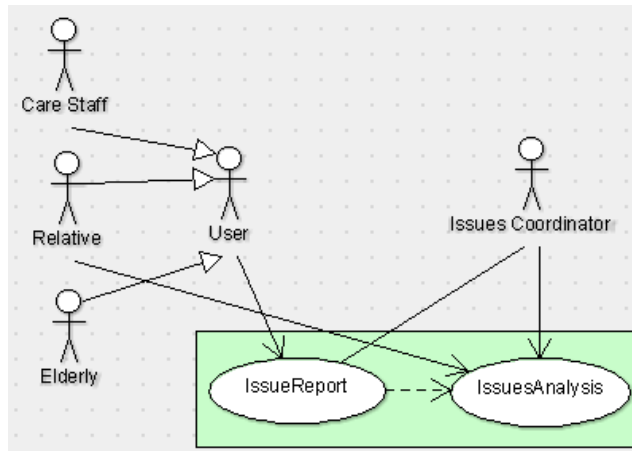 Care Staff
Relative
User
Issues Coordinator
Elderly
IssueReport
IssuesAnalysis